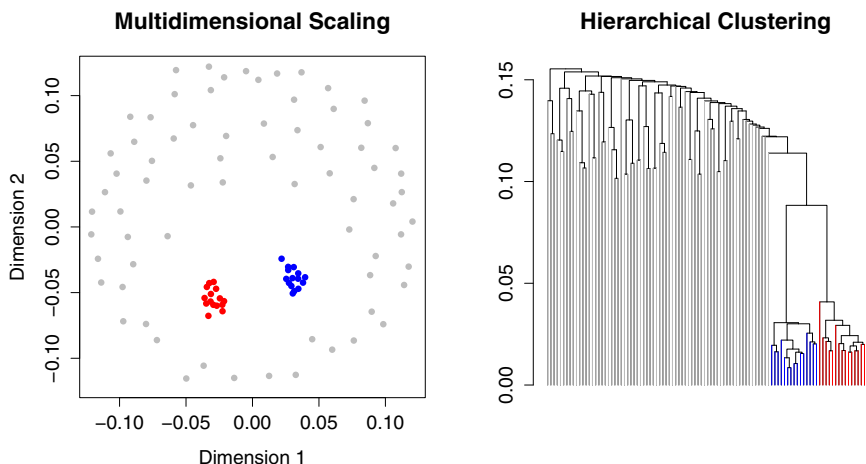 Multidimensional Scaling
Dimension 2
−0.10 −0.05 0.00 0.05 0.10
−0.10 −0.05 0.00 0.05 0.10
Dimension 1
Hierarchical Clustering
0.00 0.05 0.10 0.15